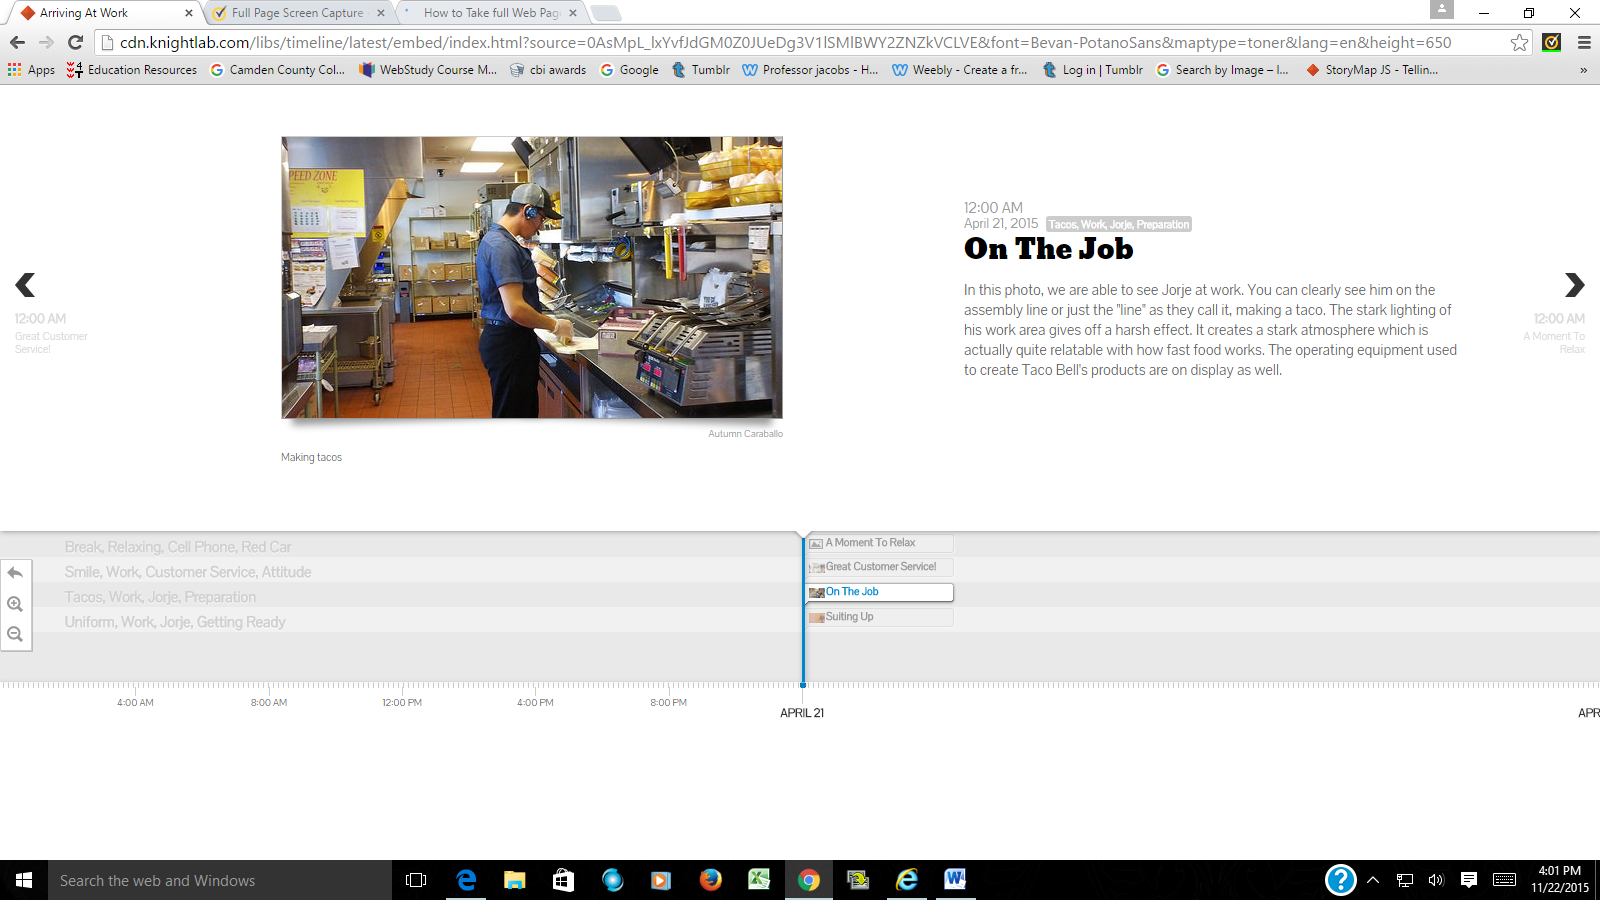 Arriving At Work
Full Page Screen Capture
How to Take full Web Pag
cdn.knightlab.com/libs/timeline/latest/embed/index.html?source=0AsMpL_lxYvfJdGM0Z0JUeDg3V1lSMlBWY2ZNZkVCLVE&font=Bevan-PotanoSans&maptype=toner&lang=en&height=650
Apps
Education Resources
Camden County Col...
WebStudy Course M...
cbi awards
Google
Tumblr
Professor jacobs - H...
Weebly - Create a fr...
Log in | Tumblr
Search by Image – I...
StoryMap JS - Tellin...
»
PEED ZONE
12:00 AM
Great Customer
Service!
Autumn Caraballo
Making tacos
12:00 AM
April 21, 2015 Tacos, Work, Jorje, Preparation
On The Job
In this photo, we are able to see Jorje at work. You can clearly see him on the
assembly line or just the "line" as they call it, making a taco. The stark lighting of
his work area gives off a harsh effect. It creates a stark atmosphere which is
actually quite relatable with how fast food works. The operating equipment used
to create Taco Bell's products are on display as well.
12:00 AM
A Moment To
Relax
Break, Relaxing, Cell Phone, Red Car
Smile, Work, Customer Service, Attitude
Tacos, Work, Jorje, Preparation
Uniform, Work, Jorje, Getting Ready
A Moment To Relax
Great Customer Service!
On The Job
Suiting Up
4:00 AM
8:00 AM
12:00 PM
4:00 PM
8:00 PM
APRIL 21
APR
Search the web and Windows
4:01 PM
11/22/2015